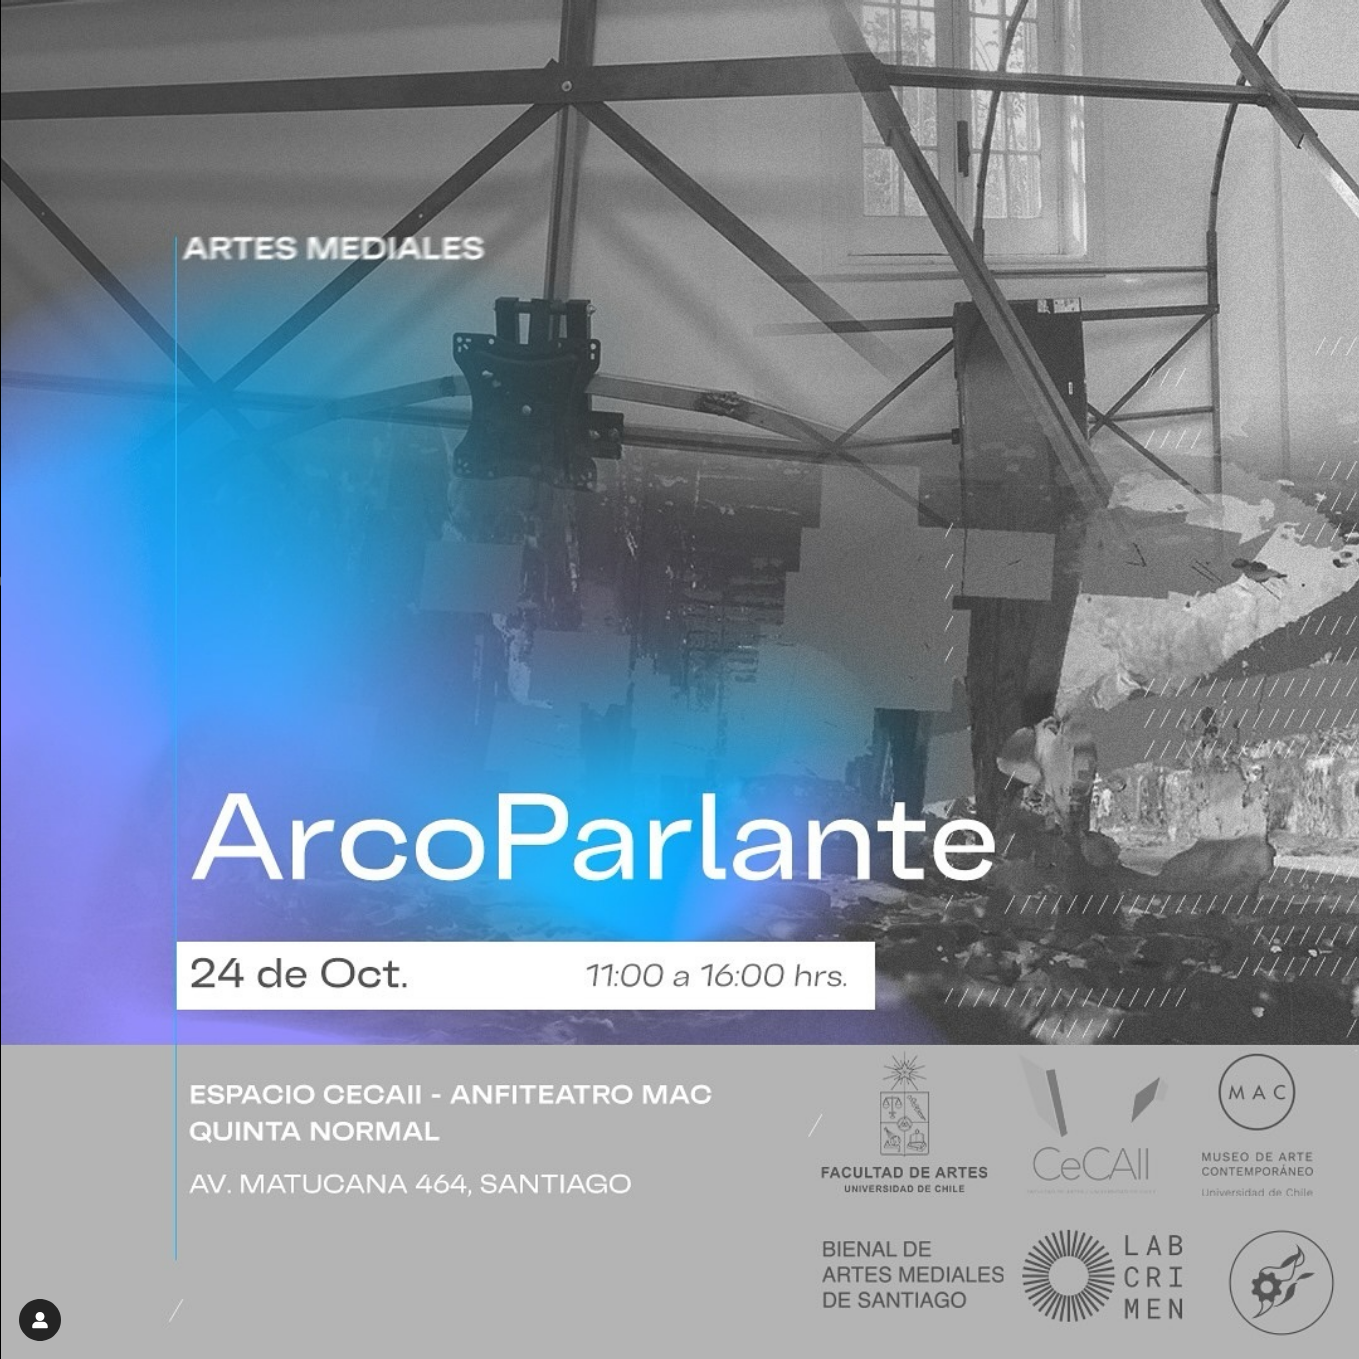 ARTES MEDIALES
ArcoParlante
24 de Oct. 11:00 a 16:00 hrs.
ESPACIO CECAII - ANFITEATRO MAC
QUINTA NORMAL
AV. MATUCANA 464, SANTIAGO
FACULTAD DE ARTES
UNIVERSIDAD DE CHILE
CeCAII
MAC
MUSEO DE ARTE
CONTEMPORÁNEO
Universidad de Chile
BIENAL DE
ARTES MEDIALES
DE SANTIAGO
LAB
CRI
MEN